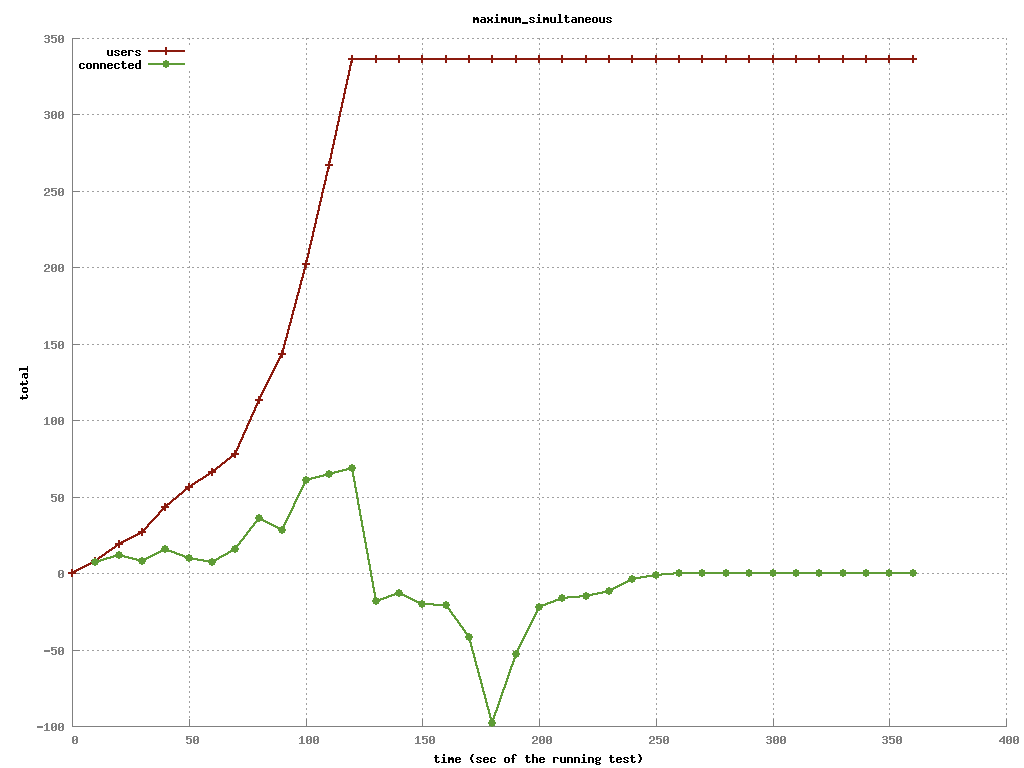 maximum_simultaneous
350
users
connected
300
250
200
150
100
50
0
-50
-100
total
0 50 100 150 200 250 300 350 400
time (sec of the running test)